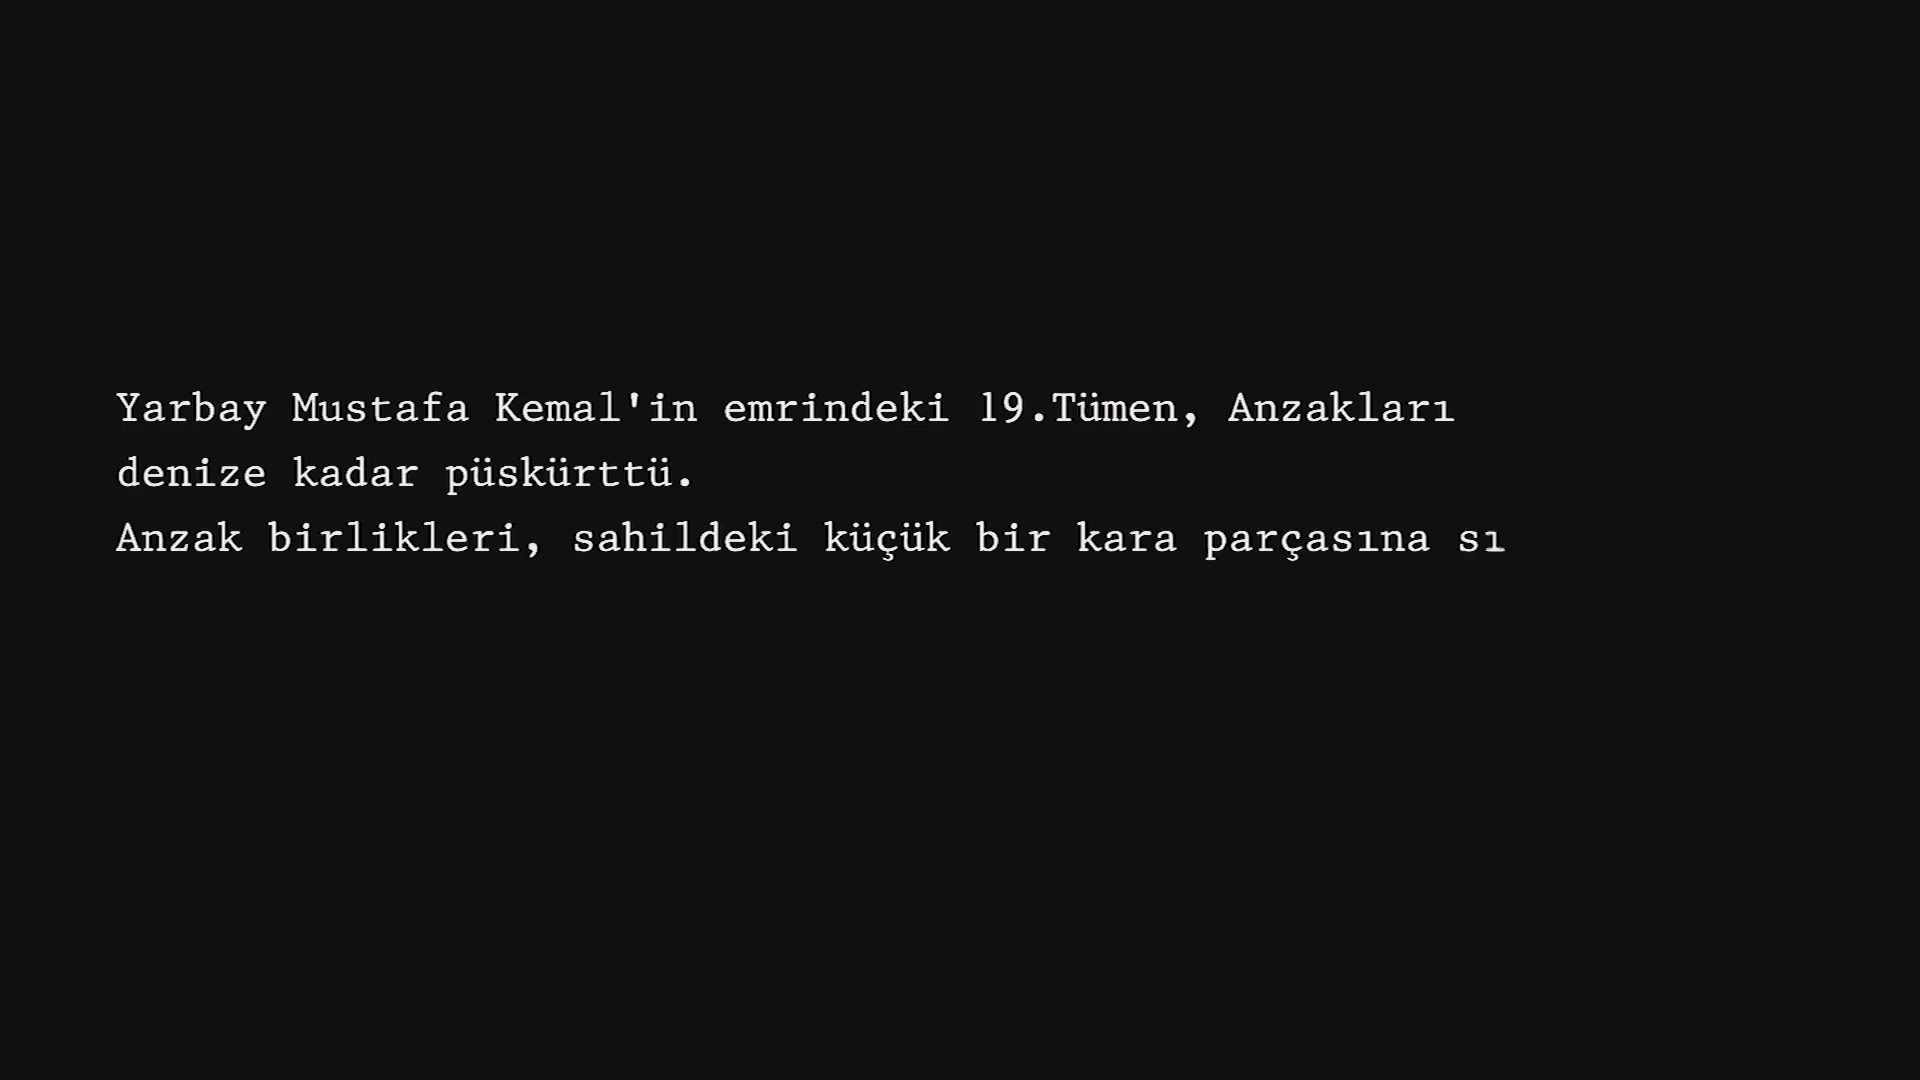 Yarbay Mustafa Kemal'in emrindeki 19.Tümen, Anzakları
denize kadar püskürttü.
Anzak birlikleri, sahildeki küçük bir kara parçasına sı